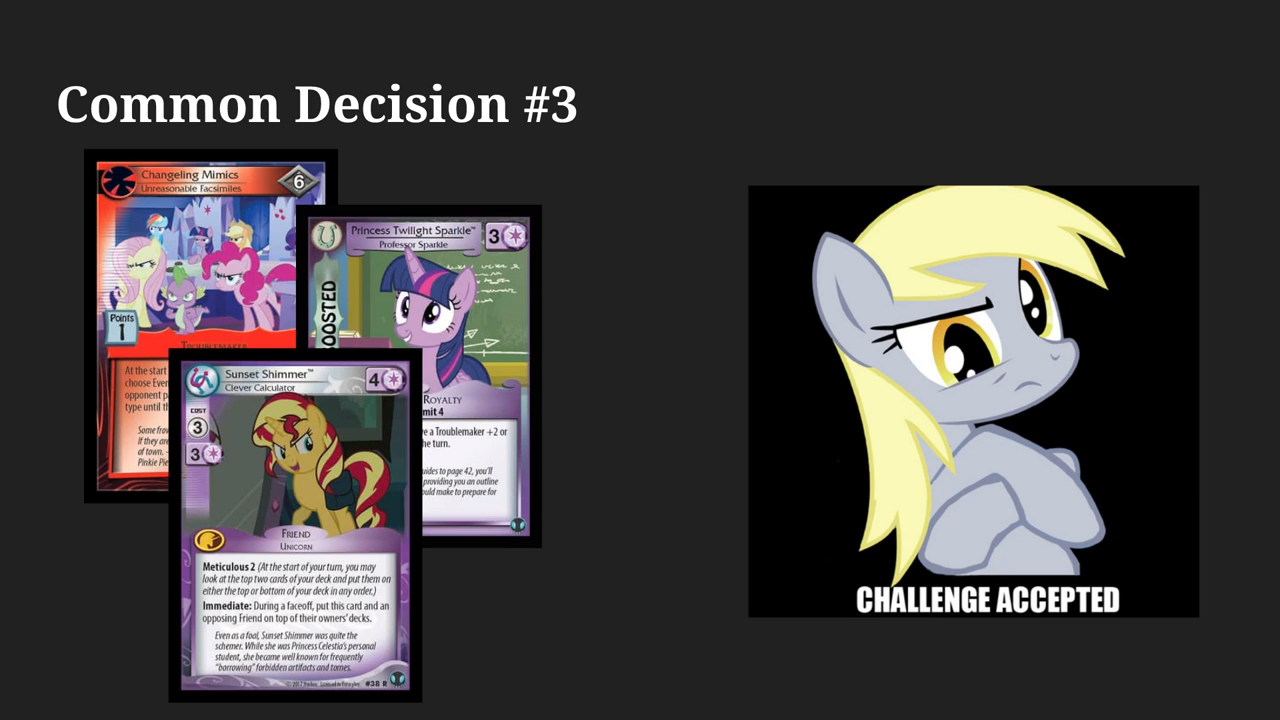 Common Decision #3
Changeling Mimics
Unreasonable Facsimiles
6
Points
1
TROUBLEMAKER
At the start
choose Even
opponent p
type until th
Some
If they are
of town. -
Pinkie Pie
Princess Twilight Sparkle™
Professor Sparkle
3
OOSTED
ROYALTY
mit 4
e a Troublemaker +2 or
he turn.
uides to page 42, you'll
providing you an outline
ould make to prepare for
Sunset Shimmer™
Clever Calculator
4
COST
3
3
FRIEND
UNICORN
Meticulous 2 (At the start of your turn, you may
look at the top two cards of your deck and put them on
either the top or bottom of your deck in any order.)
Immediate: During a faceoff, put this card and an
opposing Friend on top of their owners' decks.
Even as a foal, Sunset Shimmer was quite the
schemer. While she was Princess Celestia's personal
student, she became well known for frequently
"borrowing" forbidden artifacts and tomes.
#38 R
CHALLENGE ACCEPTED